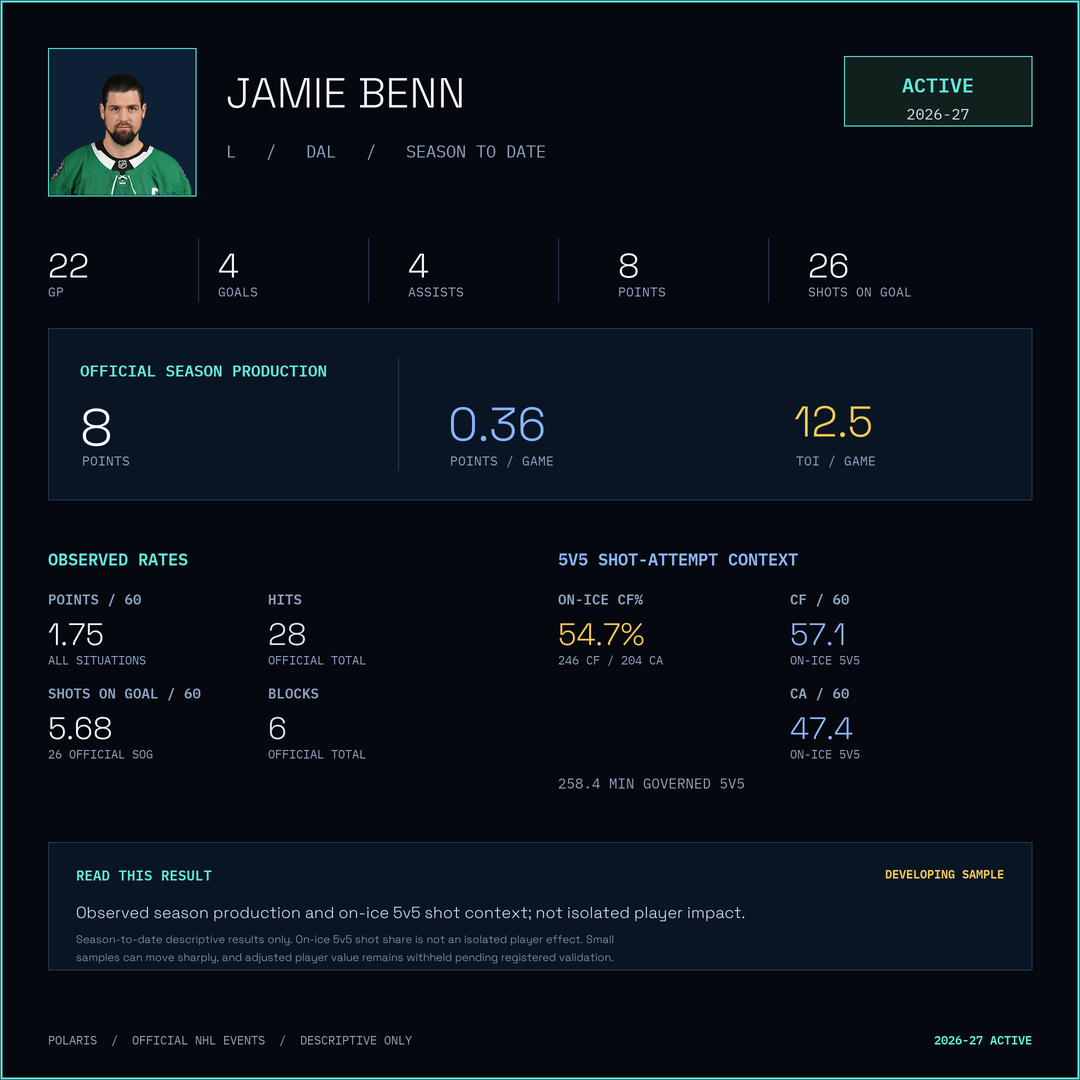 JAMIE BENN
L / DAL / SEASON TO DATE
ACTIVE
2026-27
22
GP
4
GOALS
4
ASSISTS
8
POINTS
26
SHOTS ON GOAL
OFFICIAL SEASON PRODUCTION
8
POINTS
0.36
POINTS / GAME
12.5
TOI / GAME
OBSERVED RATES
POINTS / 60
1.75
ALL SITUATIONS
HITS
28
OFFICIAL TOTAL
SHOTS ON GOAL / 60
5.68
26 OFFICIAL SOG
BLOCKS
6
OFFICIAL TOTAL
5V5 SHOT-ATTEMPT CONTEXT
ON-ICE CF%
54.7%
246 CF / 204 CA
CF / 60
57.1
ON-ICE 5V5
CA / 60
47.4
ON-ICE 5V5
258.4 MIN GOVERNED 5V5
READ THIS RESULT
DEVELOPING SAMPLE
Observed season production and on-ice 5v5 shot context; not isolated player impact.
Season-to-date descriptive results only. On-ice 5v5 shot share is not an isolated player effect. Small
samples can move sharply, and adjusted player value remains withheld pending registered validation.
POLARIS / OFFICIAL NHL EVENTS / DESCRIPTIVE ONLY
2026-27 ACTIVE